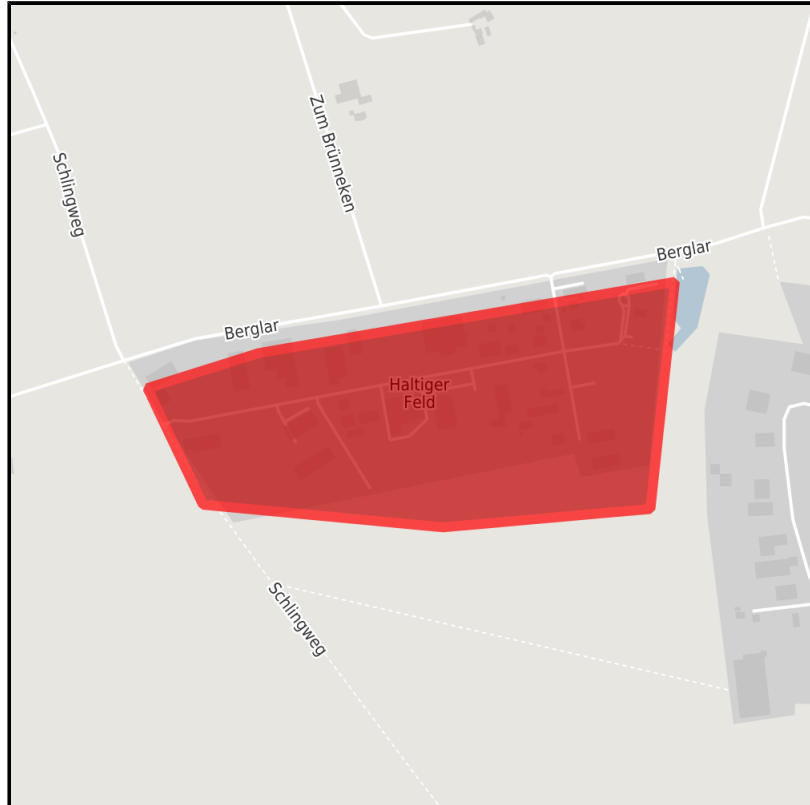 Schlingweg
Zum Brünneken
Berglar
Berglar
Haltiger
Feld
Schlingweg